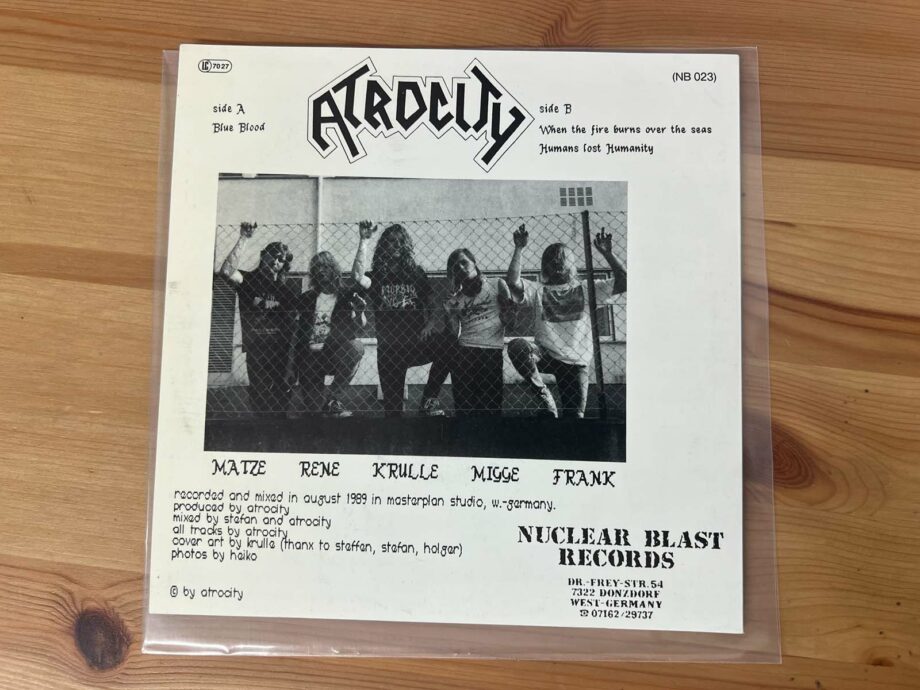 LC 7027
ATROCITY
(NB 023)
side A
Blue Blood
side B
When the fire burns over the seas
Humans lost Humanity
MORBID
ANGEL
MATZE RENE KRULLE MIGGE FRANK
recorded and mixed in august 1989 in masterplan studio, w.-germany.
produced by atrocity
mixed by stefan and atrocity
all tracks by atrocity
cover art by krulle (thanx to steffen, stefan, holger)
photos by heiko
© by atrocity
NUCLEAR BLAST
RECORDS
DR.-FREY-STR. 54
7322 DONZDORF
WEST-GERMANY
☎ 07162/29737